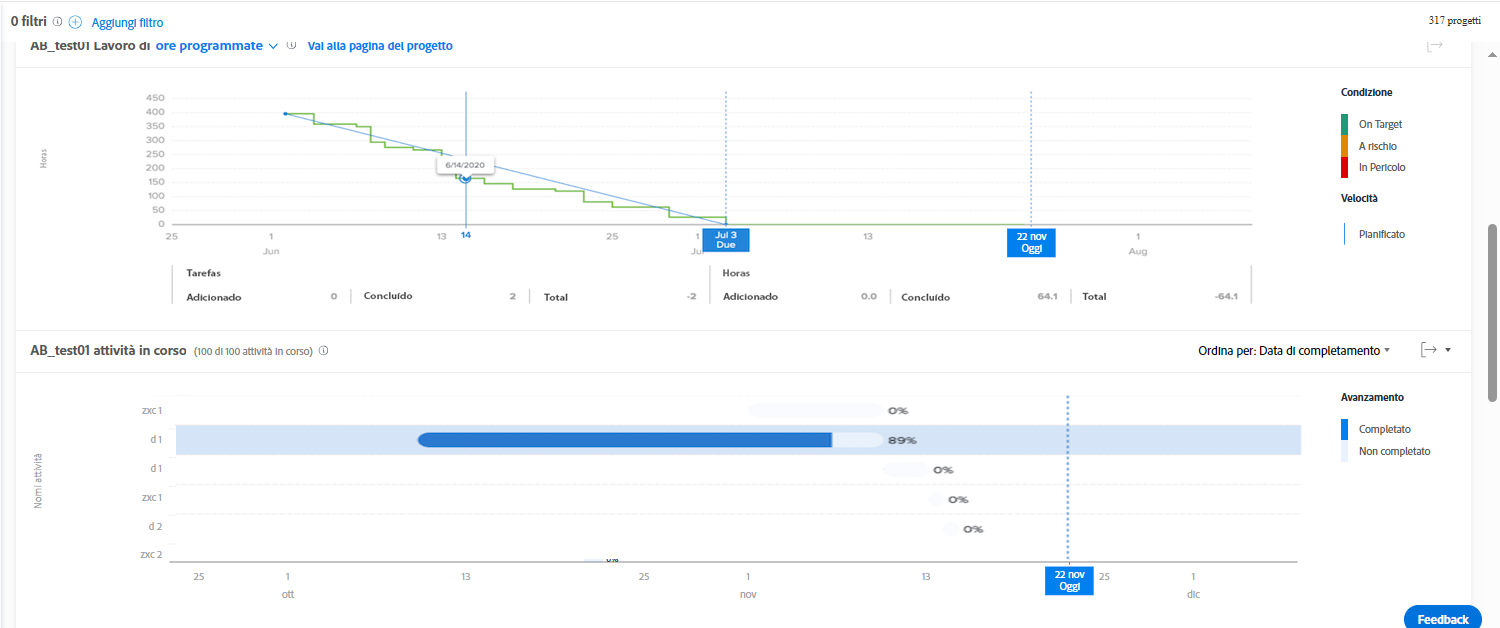 0 filtri Aggiungi filtro 317 progetti
AB_test01 Lavoro di ore programmate Vai alla pagina del progetto
Condizione
On Target
A rischio
In Pericolo
Velocità
Pianificato
Horas
450
400
350
300
250
200
150
100
50
0
6/14/2020
25 1 13 14 25 1 Jul 3 13 22 nov 1
Jun Due Oggi Aug
Tarefas Horas
Adicionado 0 Concluído 2 Total -2 Adicionado 0.0 Concluído 64.1 Total -64.1
AB_test01 attività in corso (100 di 100 attività in corso) Ordina per: Data di completamento
Avanzamento
Completato
Non completato
Nomi attività
zxc 1 0%
d 1 89%
d 1 0%
zxc 1 0%
d 2 0%
zxc 2 0%
25 1 13 25 1 13 22 nov 25 1
ott nov Oggi dic
Feedback